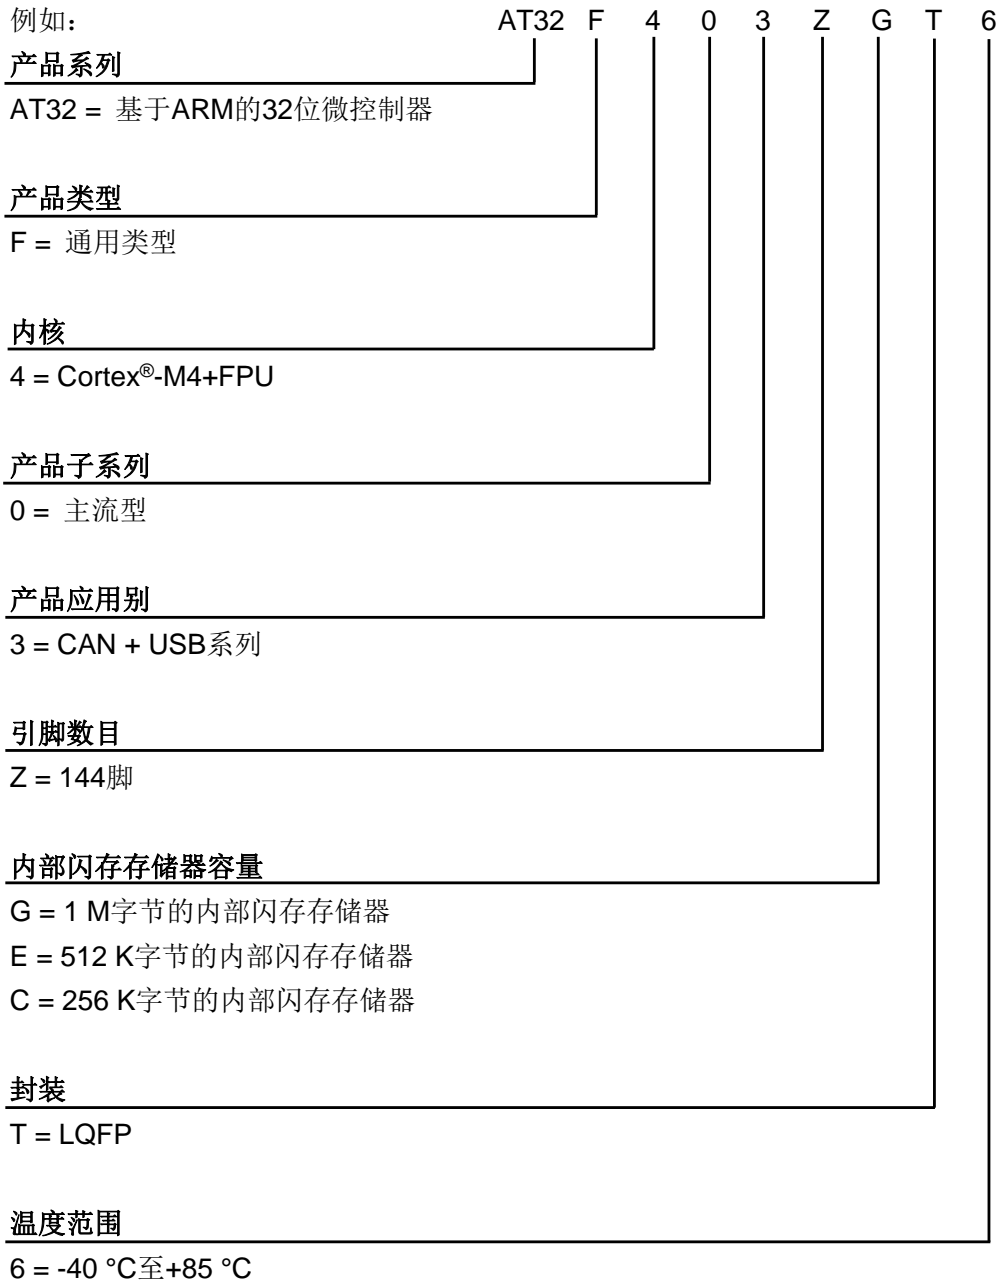 例如: AT32 F 4 0 3 Z G T 6
产品系列
AT32 = 基于ARM的32位微控制器
产品类型
F = 通用类型
内核
4 = Cortex®-M4+FPU
产品子系列
0 = 主流型
产品应用别
3 = CAN + USB系列
引脚数目
Z = 144脚
内部闪存存储器容量
G = 1 M字节的内部闪存存储器
E = 512 K字节的内部闪存存储器
C = 256 K字节的内部闪存存储器
封装
T = LQFP
温度范围
6 = -40 °C至+85 °C